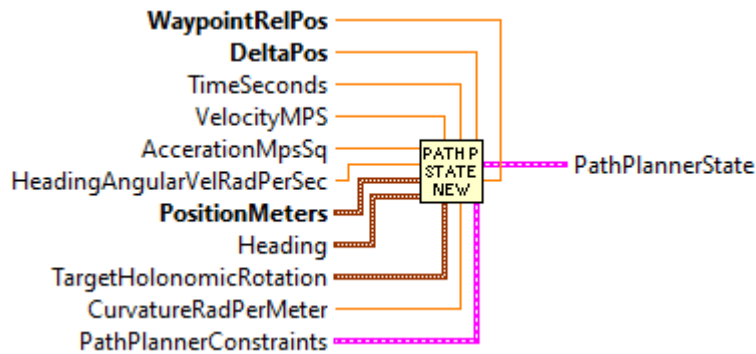 WaypointRelPos
DeltaPos
TimeSeconds
VelocityMPS
AccerationMpsSq
HeadingAngularVelRadPerSec
PositionMeters
Heading
TargetHolonomicRotation
CurvatureRadPerMeter
PathPlannerConstraints
PATH P
STATE
NEW
PathPlannerState